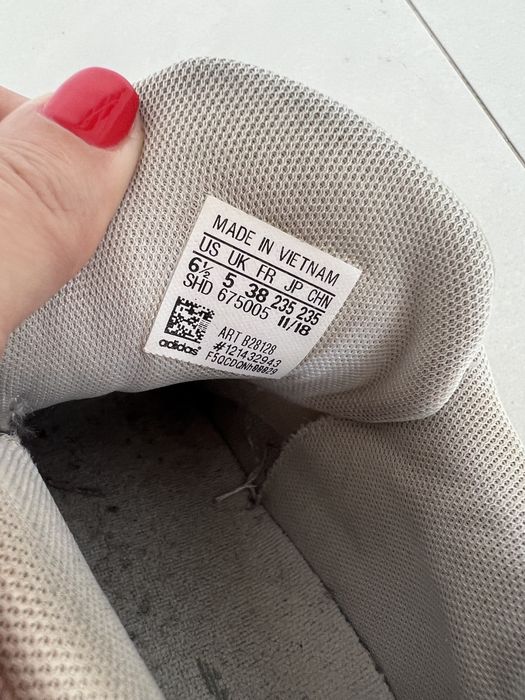 MADE IN VIETNAM
US UK FR JP CHN
6½ 5 38 235 235
SHD 675005 11/18
ART B28128
#121432943
adidas